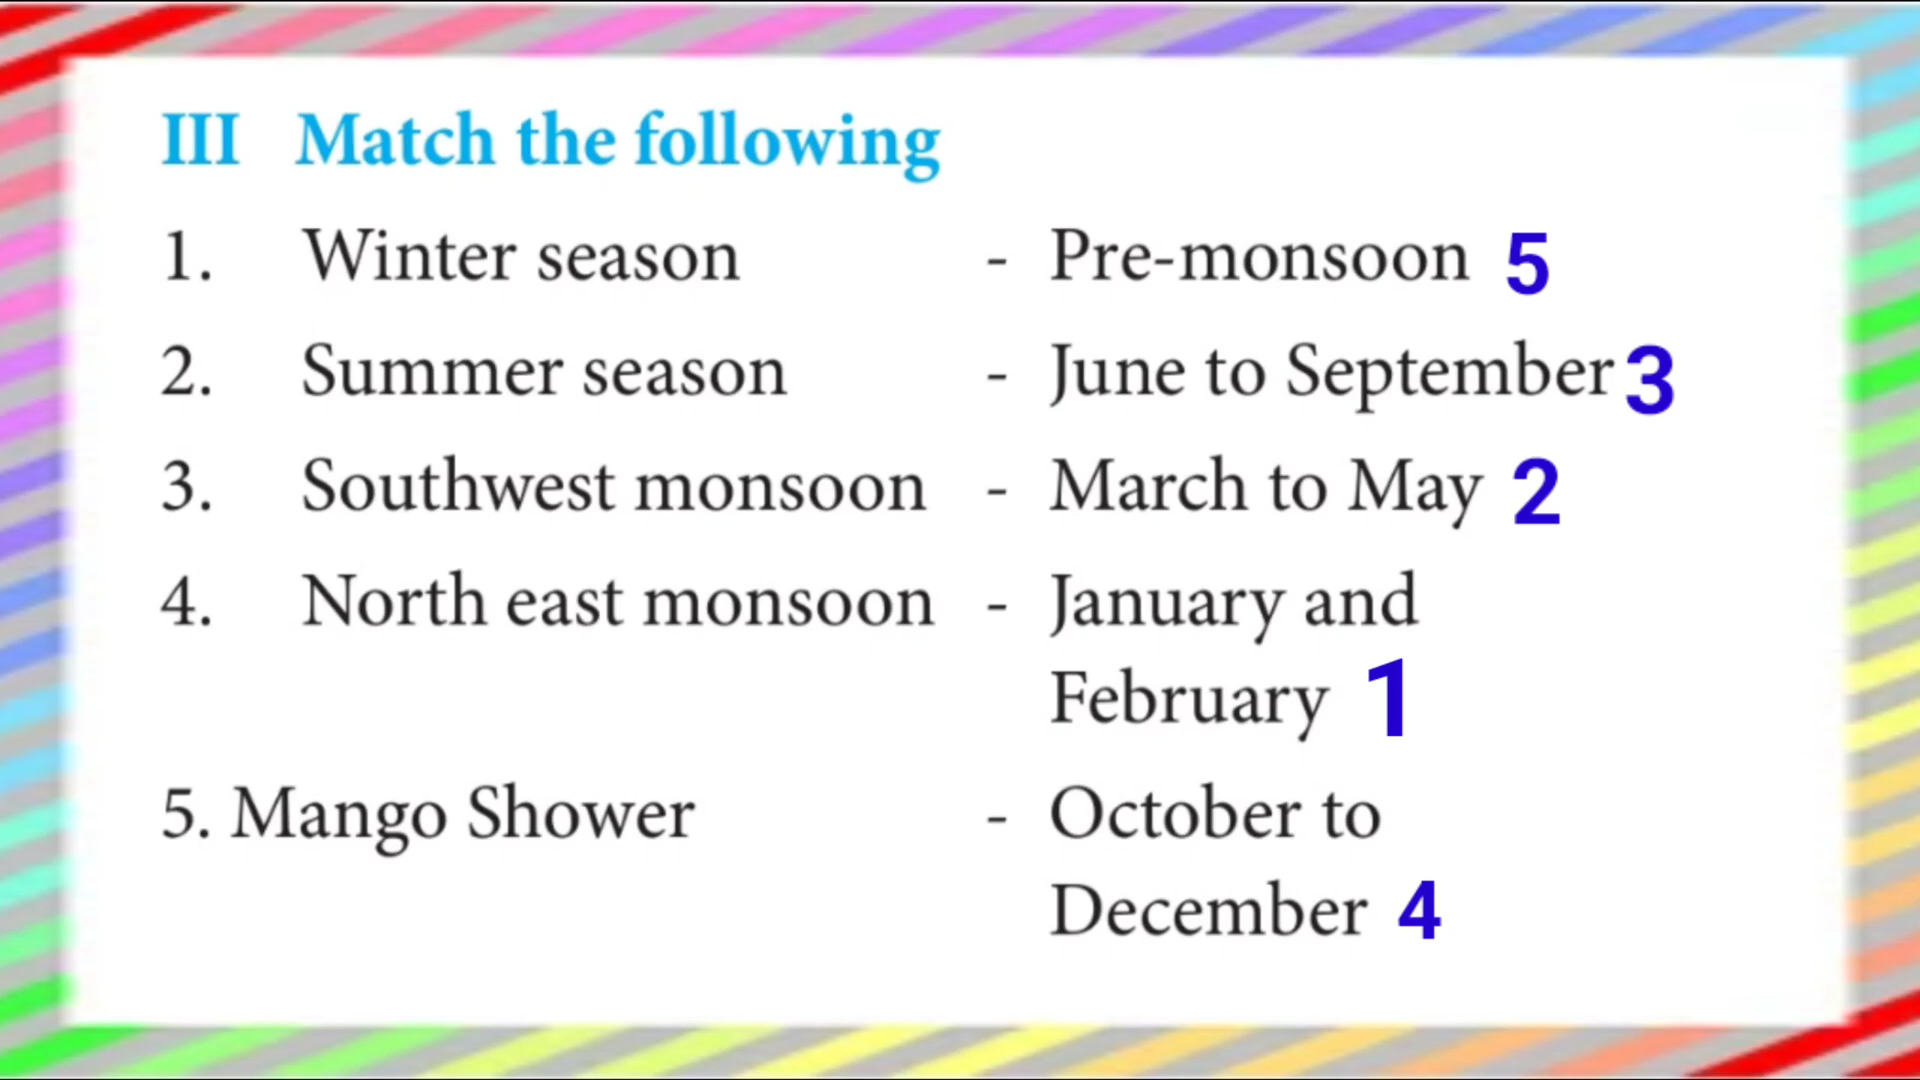 III Match the following
1. Winter season - Pre-monsoon 5
2. Summer season - June to September 3
3. Southwest monsoon - March to May 2
4. North east monsoon - January and
February 1
5. Mango Shower - October to
December 4